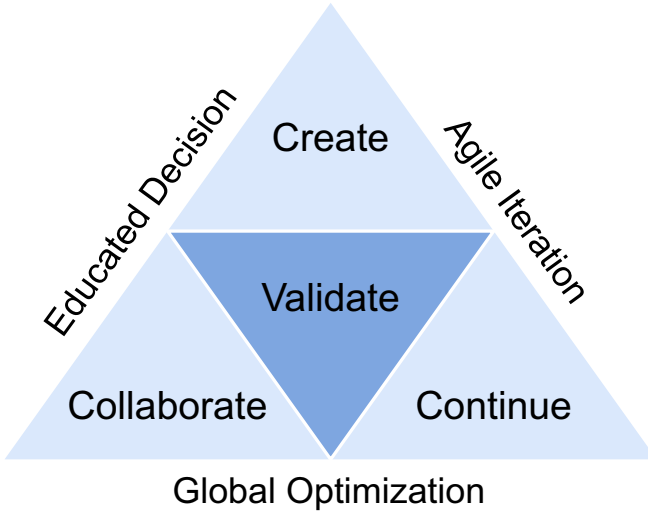 Create
Educated Decision
Agile Iteration
Validate
Collaborate
Continue
Global Optimization